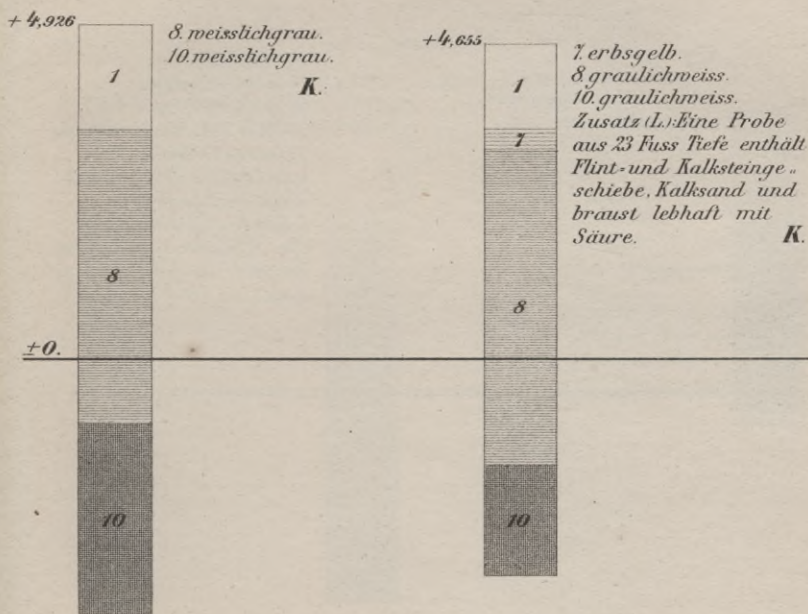 + 4,926
8. weisslichgrau.
10. weisslichgrau.
K.
1
8
±0.
10
+4,655
7. erbsgelb.
8. graulichweiss.
10. graulichweiss.
Zusatz (L.): Eine Probe
aus 23 Fuss Tiefe enthält
Flint- und Kalksteinge„
schiebe, Kalksand und
braust lebhaft mit
Säure.
K.
1
7
8
10